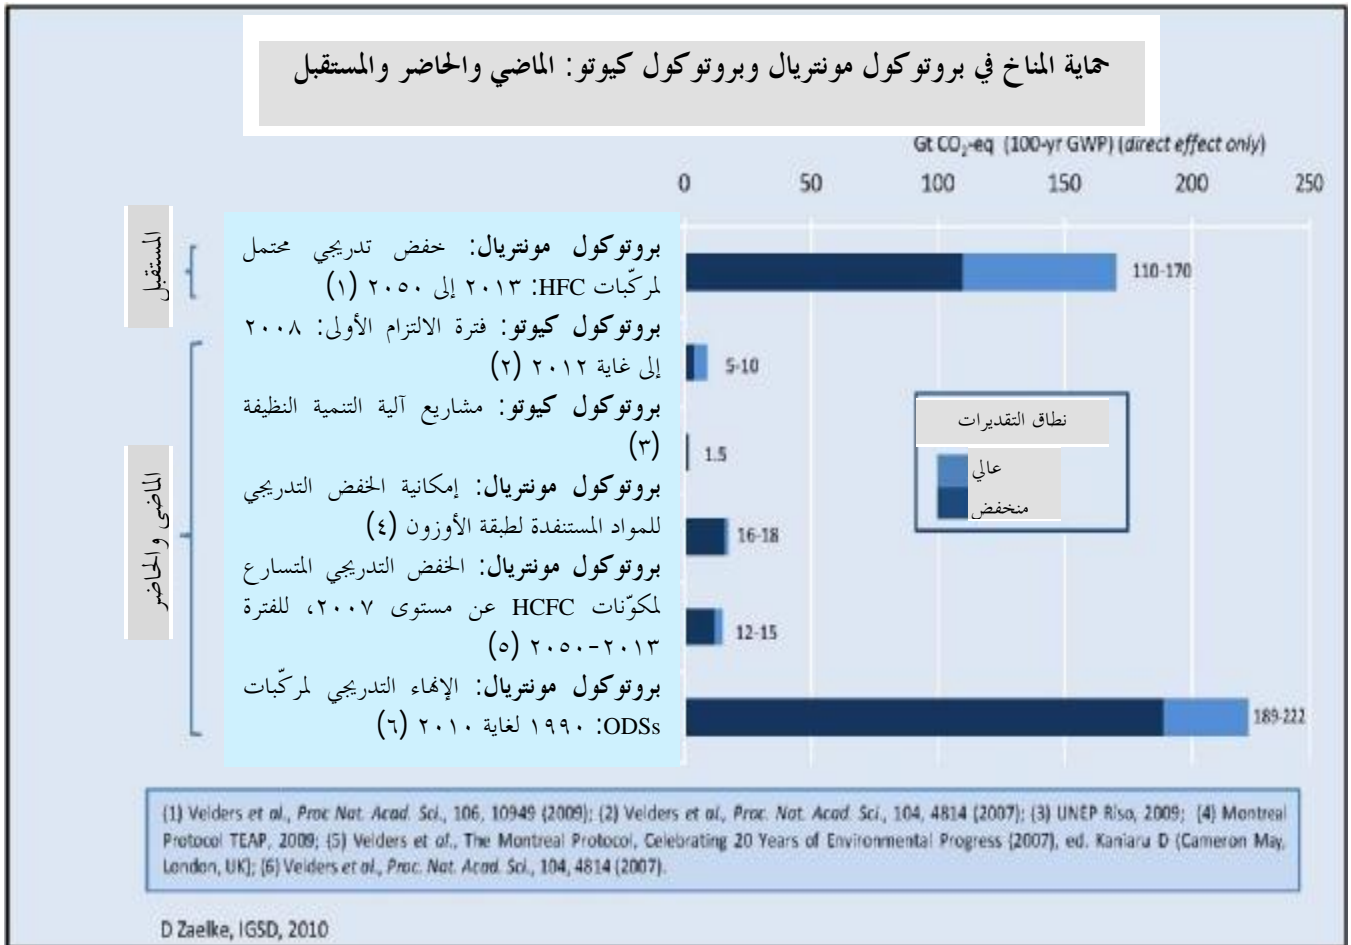 حماية المناخ في بروتوكول مونتريال وبروتوكول كيوتو: الماضي والحاضر والمستقبل
Gt CO₂-eq (100-yr GWP) (direct effect only)
0 50 100 150 200 250
المستقبل
بروتوكول مونتريال: خفض تدريجي محتمل
لمركّبات HFC: ٢٠١٣ إلى ٢٠٥٠ (١)
110-170
بروتوكول كيوتو: فترة الالتزام الأولى: ٢٠٠٨
إلى غاية ٢٠١٢ (٢)
5-10
الماضى والحاضر
بروتوكول كيوتو: مشاريع آلية التنمية النظيفة
(٣)
1.5
بروتوكول مونتريال: إمكانية الخفض التدريجي
للمواد المستنفدة لطبقة الأوزون (٤)
16-18
بروتوكول مونتريال: الخفض التدريجي المتسارع
لمكوّنات HCFC عن مستوى ٢٠٠٧، للفترة
٢٠١٣-٢٠٥٠ (٥)
12-15
بروتوكول مونتريال: الإنهاء التدريجي لمركّبات
ODSs: ١٩٩٠ لغاية ٢٠١٠ (٦)
189-222
نطاق التقديرات
عالي
منخفض
(1) Velders et al., Proc Nat. Acad. Sci., 106, 10949 (2009); (2) Velders et al., Proc. Nat. Acad. Sci., 104, 4814 (2007); (3) UNEP Riso, 2009; (4) Montreal
Protocol TEAP, 2009; (5) Velders et al., The Montreal Protocol, Celebrating 20 Years of Environmental Progress (2007), ed. Kaniaru D (Cameron May,
London, UK]; (6) Velders et al., Proc. Nat. Acad. Sci., 104, 4814 (2007).
D Zaelke, IGSD, 2010